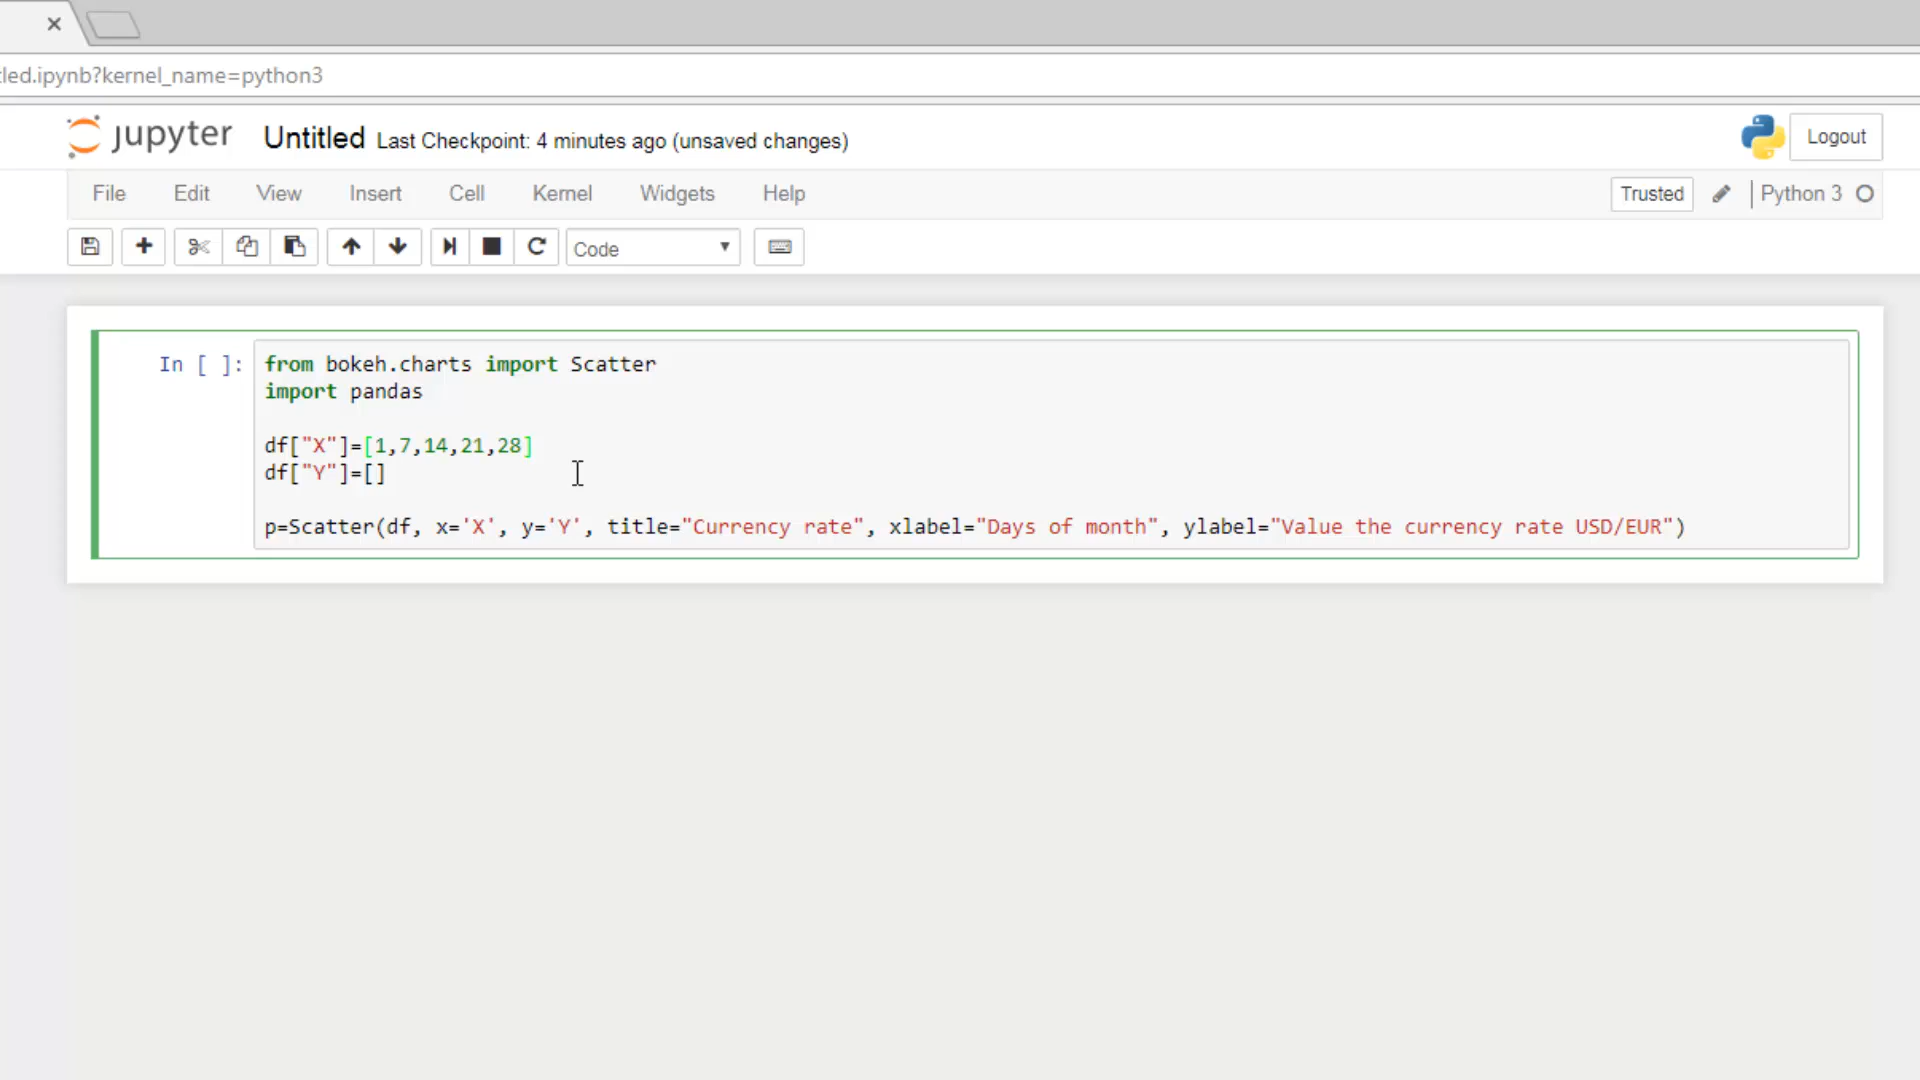 led.ipynb?kernel_name=python3
jupyter Untitled Last Checkpoint: 4 minutes ago (unsaved changes) Logout
File Edit View Insert Cell Kernel Widgets Help Trusted Python 3
Code
In [ ]: from bokeh.charts import Scatter
import pandas
df["X"]=[1,7,14,21,28]
df["Y"]=[]
p=Scatter(df, x='X', y='Y', title="Currency rate", xlabel="Days of month", ylabel="Value the currency rate USD/EUR")